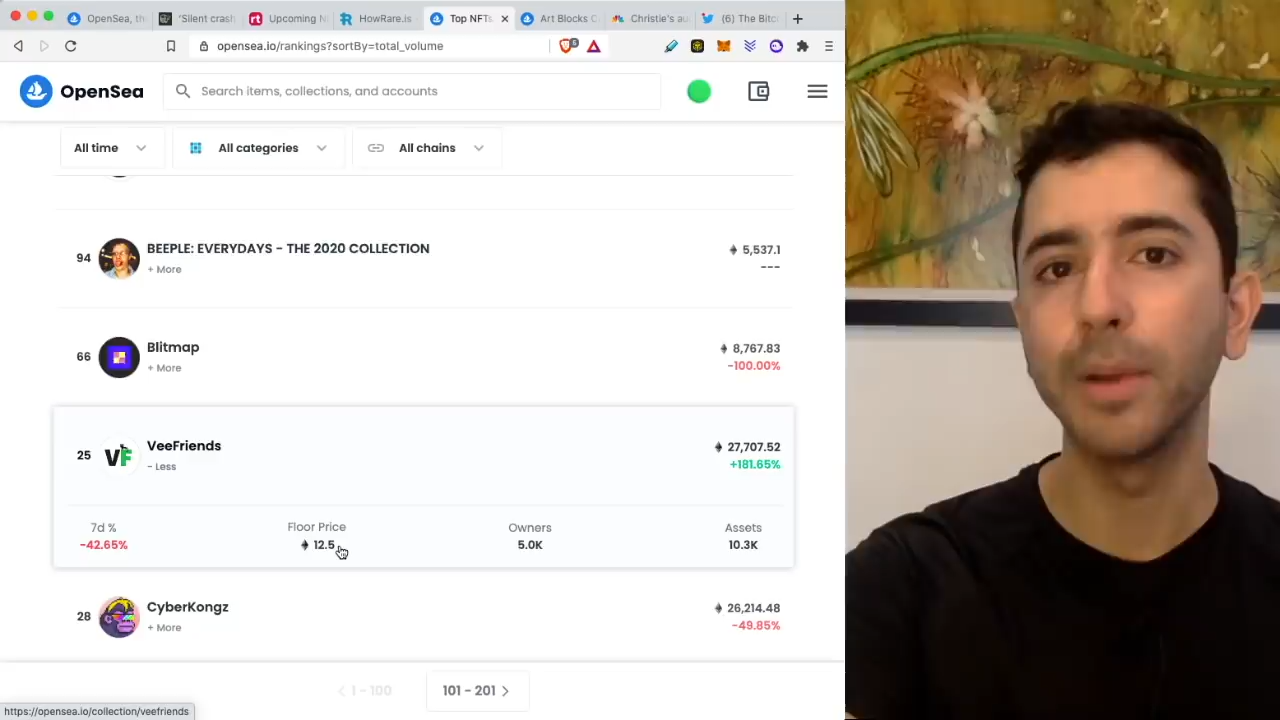 OpenSea, th
'Silent crash
Upcoming N
HowRare.is
Top NFTs
Art Blocks C
Christie's au
(6) The Bitc
opensea.io/rankings?sortBy=total_volume
OpenSea
Search items, collections, and accounts
All time
All categories
All chains
94
BEEPLE: EVERYDAYS - THE 2020 COLLECTION
+ More
5,537.1
---
66
Blitmap
+ More
8,767.83
-100.00%
25
VF
VeeFriends
- Less
27,707.52
+181.65%
7d %
Floor Price
Owners
Assets
-42.65%
12.5
5.0K
10.3K
28
CyberKongz
+ More
26,214.48
-49.85%
< 1 - 100
101 - 201 >
https://opensea.io/collection/veefriends